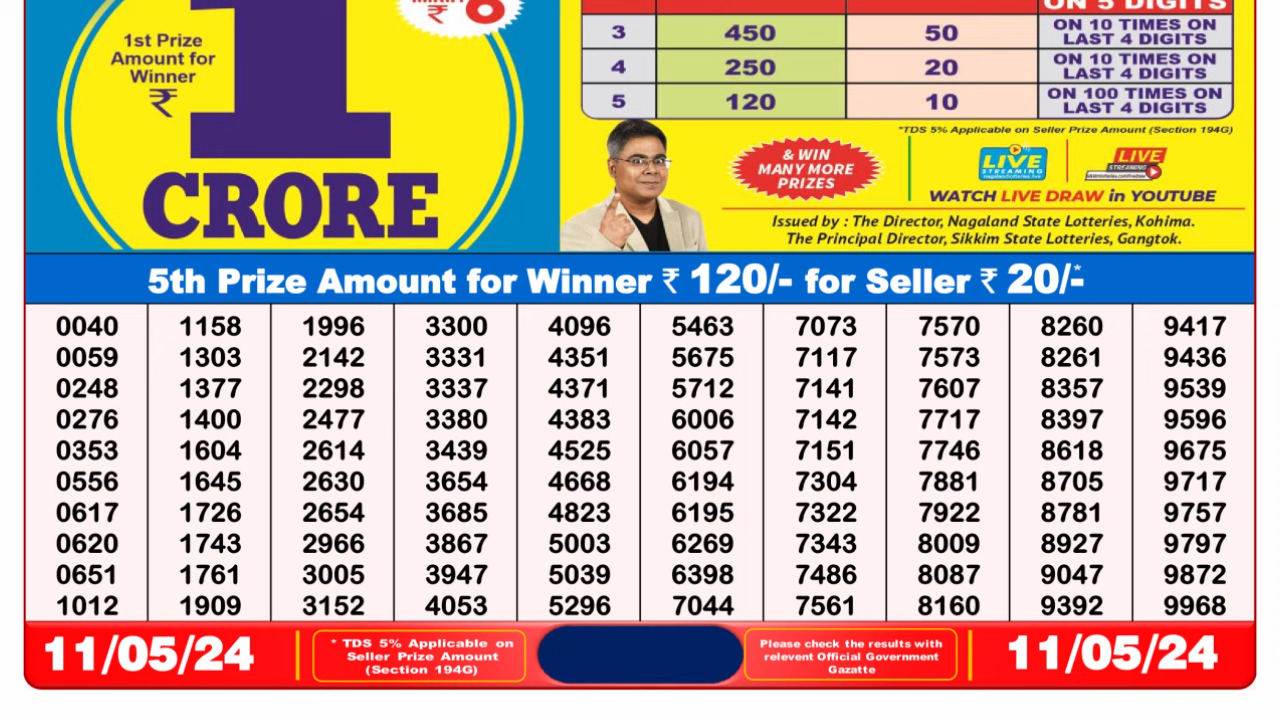 ₹ 6
1st Prize
Amount for
Winner
₹
1
CRORE
ON 5 DIGITS
3 450 50 ON 10 TIMES ON
LAST 4 DIGITS
4 250 20 ON 10 TIMES ON
LAST 4 DIGITS
5 120 10 ON 100 TIMES ON
LAST 4 DIGITS
*TDS 5% Applicable on Seller Prize Amount (Section 194G)
& WIN
MANY MORE
PRIZES
LIVE
STREAMING
LIVE
STREAMING
WATCH LIVE DRAW in YOUTUBE
Issued by : The Director, Nagaland State Lotteries, Kohima.
The Principal Director, Sikkim State Lotteries, Gangtok.
5th Prize Amount for Winner ₹ 120/- for Seller ₹ 20/-*
0040 1158 1996 3300 4096 5463 7073 7570 8260 9417
0059 1303 2142 3331 4351 5675 7117 7573 8261 9436
0248 1377 2298 3337 4371 5712 7141 7607 8357 9539
0276 1400 2477 3380 4383 6006 7142 7717 8397 9596
0353 1604 2614 3439 4525 6057 7151 7746 8618 9675
0556 1645 2630 3654 4668 6194 7304 7881 8705 9717
0617 1726 2654 3685 4823 6195 7322 7922 8781 9757
0620 1743 2966 3867 5003 6269 7343 8009 8927 9797
0651 1761 3005 3947 5039 6398 7486 8087 9047 9872
1012 1909 3152 4053 5296 7044 7561 8160 9392 9968
11/05/24
* TDS 5% Applicable on
Seller Prize Amount
(Section 194G)
Please check the results with
relevent Official Government
Gazatte
11/05/24